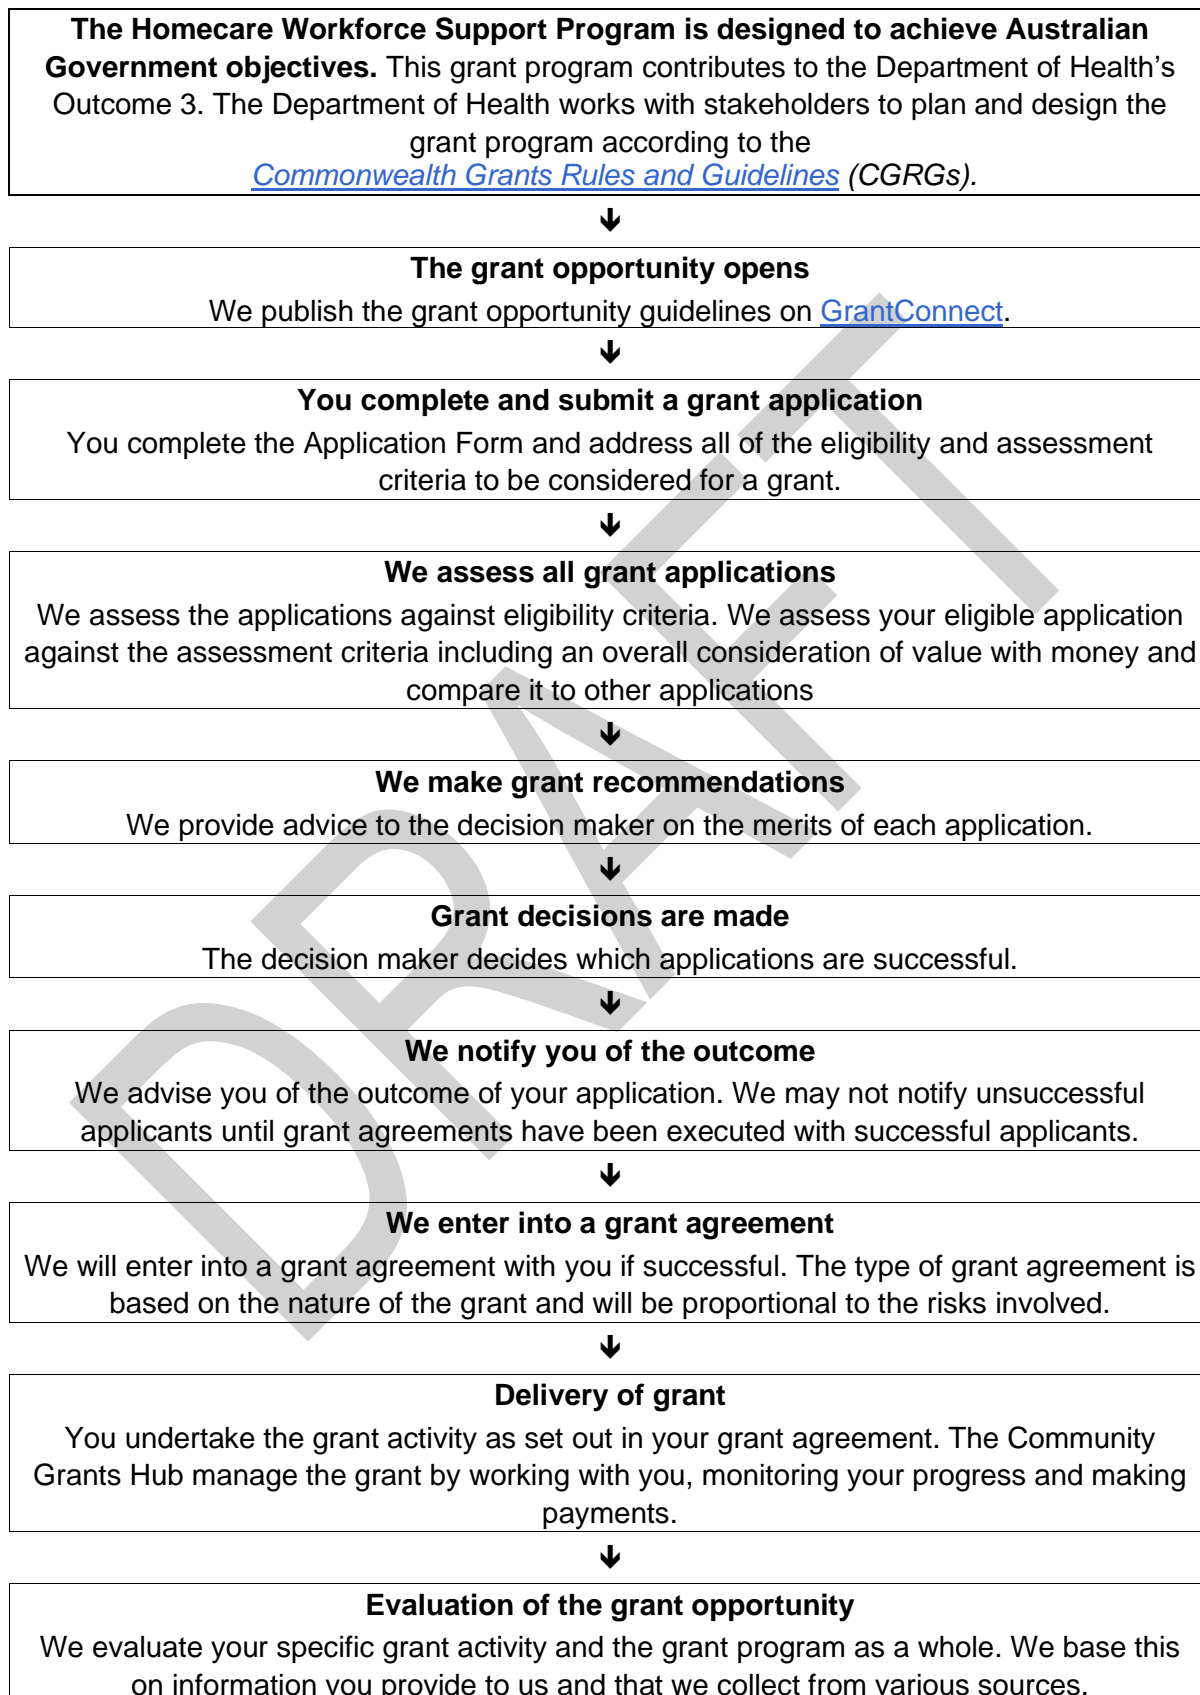 The Homecare Workforce Support Program is designed to achieve Australian
Government objectives. This grant program contributes to the Department of Health's
Outcome 3. The Department of Health works with stakeholders to plan and design the
grant program according to the
Commonwealth Grants Rules and Guidelines (CGRGs).
The grant opportunity opens
We publish the grant opportunity guidelines on GrantConnect.
You complete and submit a grant application
You complete the Application Form and address all of the eligibility and assessment
criteria to be considered for a grant.
We assess all grant applications
We assess the applications against eligibility criteria. We assess your eligible application
against the assessment criteria including an overall consideration of value with money and
compare it to other applications
We make grant recommendations
We provide advice to the decision maker on the merits of each application.
Grant decisions are made
The decision maker decides which applications are successful.
We notify you of the outcome
We advise you of the outcome of your application. We may not notify unsuccessful
applicants until grant agreements have been executed with successful applicants.
We enter into a grant agreement
We will enter into a grant agreement with you if successful. The type of grant agreement is
based on the nature of the grant and will be proportional to the risks involved.
Delivery of grant
You undertake the grant activity as set out in your grant agreement. The Community
Grants Hub manage the grant by working with you, monitoring your progress and making
payments.
Evaluation of the grant opportunity
We evaluate your specific grant activity and the grant program as a whole. We base this
on information you provide to us and that we collect from various sources.
DRAFT